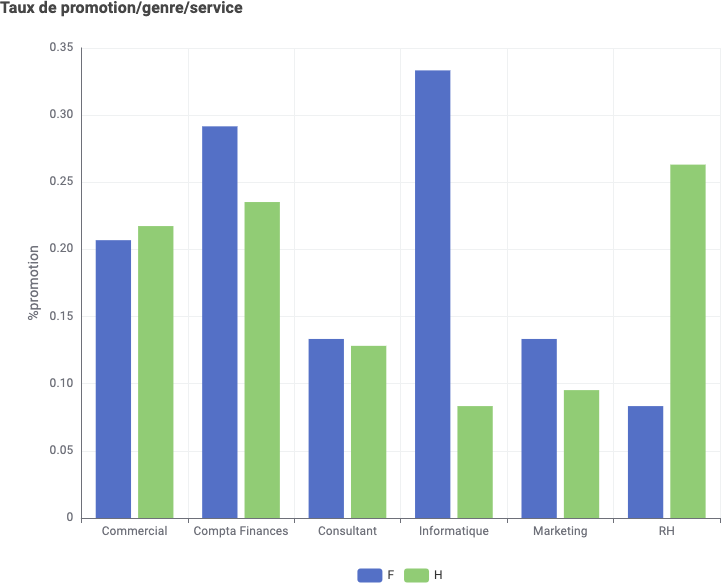 Taux de promotion/genre/service
0.35
0.30
0.25
0.20
0.15
0.10
0.05
0
%promotion
Commercial Compta Finances Consultant Informatique Marketing RH
F H